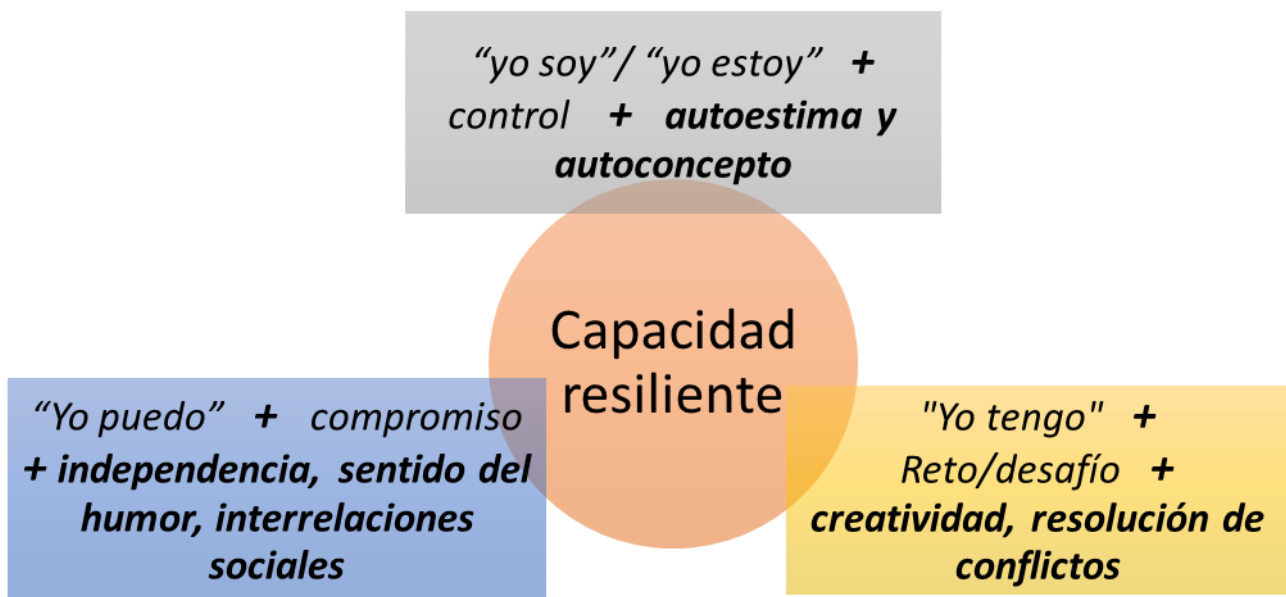 “yo soy”/ “yo estoy” +
control + autoestima y
autoconcepto
Capacidad
resiliente
“Yo puedo” + compromiso
+ independencia, sentido del
humor, interrelaciones
sociales
"Yo tengo" +
Reto/desafío +
creatividad, resolución de
conflictos